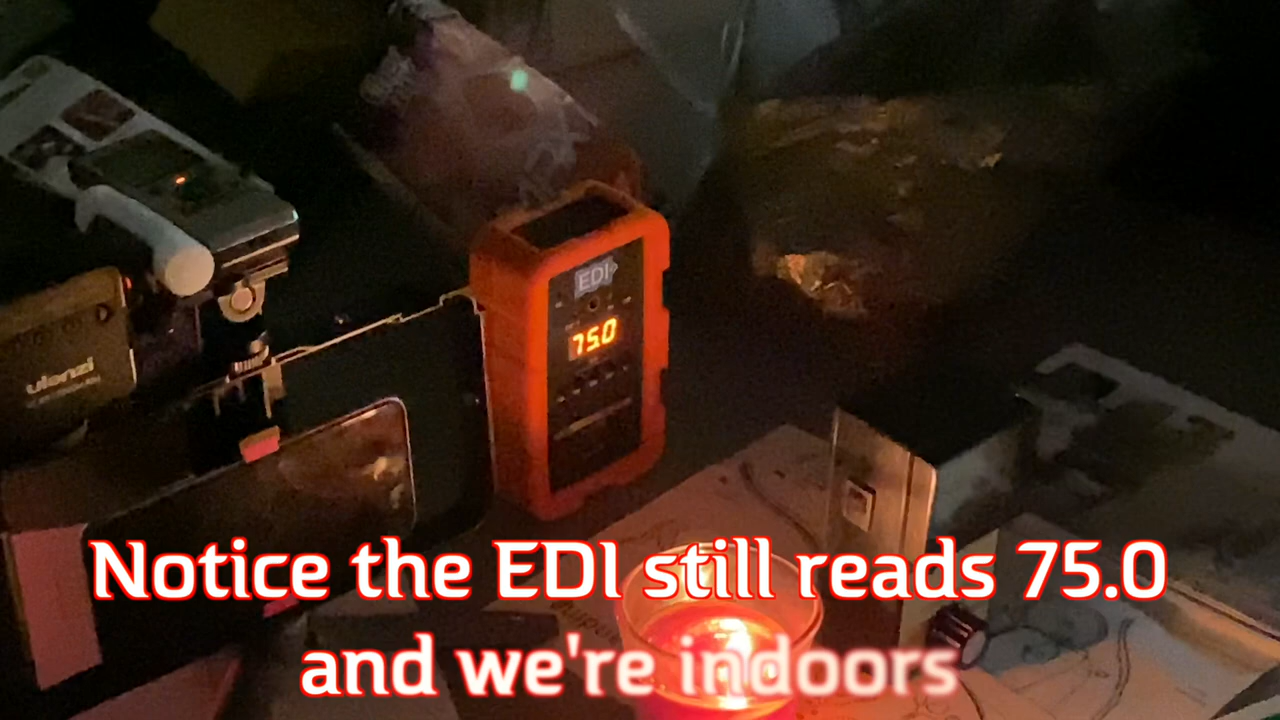 EDI
75.0
ulanzi
Notice the EDI still reads 75.0
and we're indoors